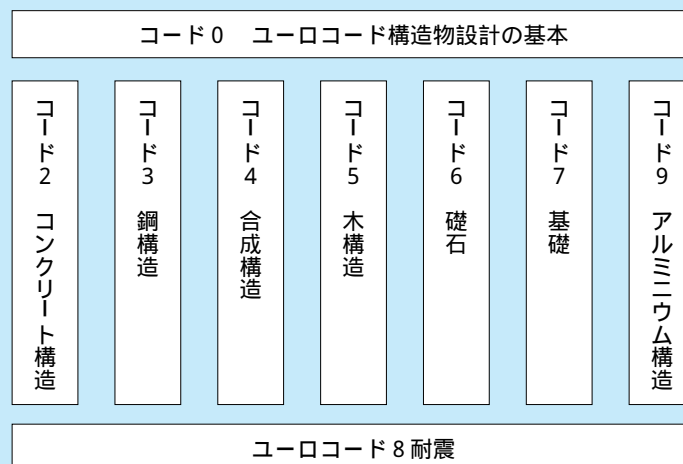 コード0 ユーロコード構造物設計の基本
コード2 コンクリート構造
コード3 鋼構造
コード4 合成構造
コード5 木構造
コード6 礎石
コード7 基礎
コード9 アルミニウム構造
ユーロコード8耐震